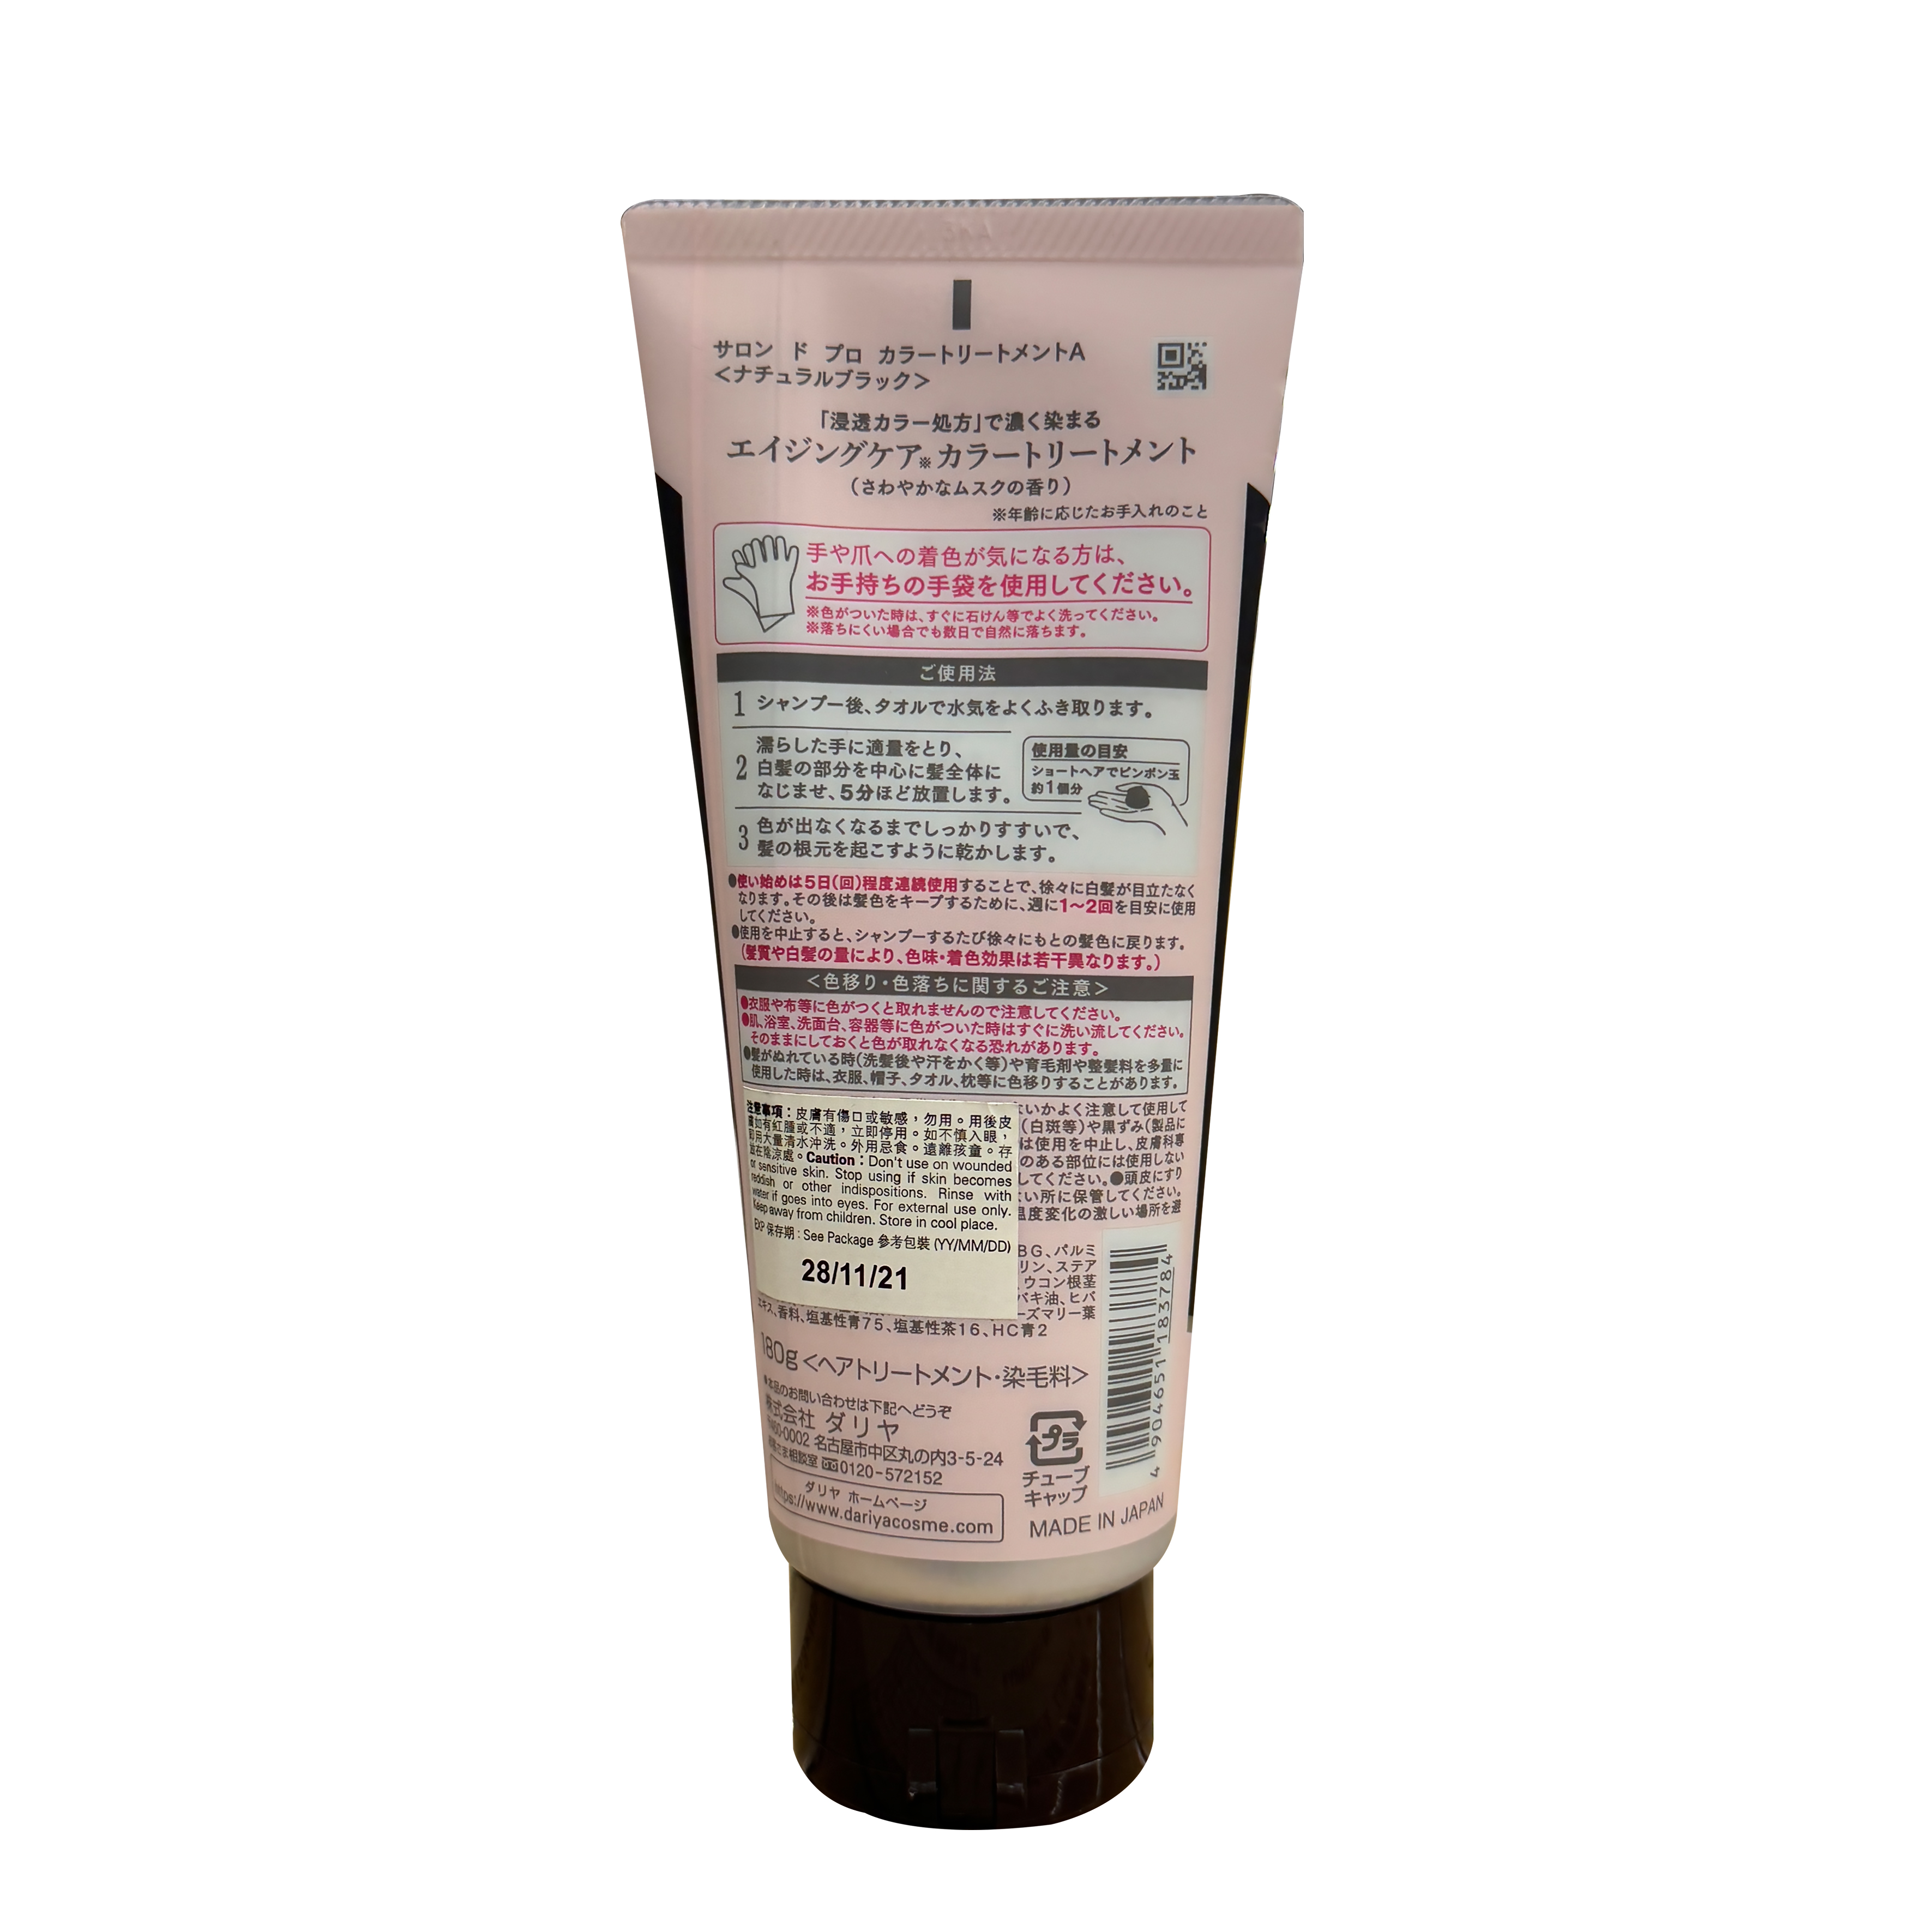 サロン ド プロ カラートリートメントA
＜ナチュラルブラック＞
「浸透カラー処方」で濃く染まる
エイジングケア※カラートリートメント
（さわやかなムスクの香り）
※年齢に応じたお手入れのこと
手や爪への着色が気になる方は、
お手持ちの手袋を使用してください。
※色がついた時は、すぐに石けん等でよく洗ってください。
※落ちにくい場合でも数日で自然に落ちます。
ご使用法
1 シャンプー後、タオルで水気をよくふき取ります。
2 濡らした手に適量をとり、
白髪の部分を中心に髪全体に
なじませ、5分ほど放置します。
使用量の目安
ショートヘアでピンポン玉
約1個分
3 色が出なくなるまでしっかりすすいで、
髪の根元を起こすように乾かします。
●使い始めは5日（回）程度連続使用することで、徐々に白髪が目立たなく
なります。その後は髪色をキープするために、週に1～2回を目安に使用
してください。
●使用を中止すると、シャンプーするたび徐々にもとの髪色に戻ります。
（髪質や白髪の量により、色味・着色効果は若干異なります。）
＜色移り・色落ちに関するご注意＞
●衣服や布等に色がつくと取れませんので注意してください。
●肌、浴室、洗面台、容器等に色がついた時はすぐに洗い流してください。
そのままにしておくと色が取れなくなる恐れがあります。
●髪がぬれている時（洗髪後や汗をかく等）や育毛剤や整髪料を多量に
使用した時は、衣服、帽子、タオル、枕等に色移りすることがあります。
ないかよく注意して使用して
（白斑等）や黒ずみ（製品に
は使用を中止し、皮膚科専
のある部位には使用しない
してください。●頭皮にすり
い所に保管してください。
温度変化の激しい場所を避
注意事項：皮膚有傷口或敏感，勿用。用後皮
膚如有紅腫或不適，立即停用。如不慎入眼，
即用大量清水沖洗。外用忌食。遠離孩童。存
放在陰涼處。Caution : Don't use on wounded
or sensitive skin. Stop using if skin becomes
reddish or other indispositions. Rinse with
water if goes into eyes. For external use only.
Keep away from children. Store in cool place.
EXP 保存期 : See Package 參考包裝 (YY/MM/DD)
28/11/21
BG、パルミ
リン、ステア
ウコン根茎
バキ油、ヒバ
ーズマリー葉
エキス、香料、塩基性青75、塩基性茶16、HC青2
180g＜ヘアトリートメント・染毛料＞
●本品のお問い合わせは下記へどうぞ
株式会社 ダリヤ
〒460-0002 名古屋市中区丸の内3-5-24
相談室 0120-572152
ダリヤ ホームページ
https://www.dariyacosme.com
プラ
チューブ
キャップ
MADE IN JAPAN
4 904651 183784